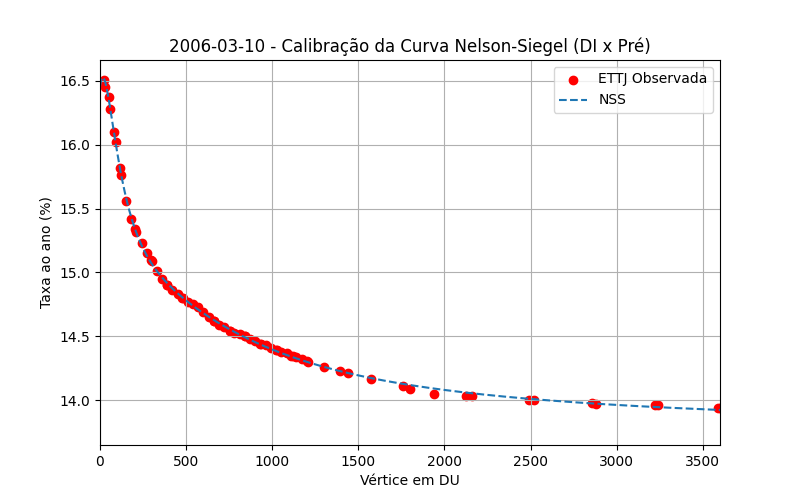 2006-03-10 - Calibração da Curva Nelson-Siegel (DI x Pré)
ETTJ Observada
NSS
Taxa ao ano (%)
16.5
16.0
15.5
15.0
14.5
14.0
0 500 1000 1500 2000 2500 3000 3500
Vértice em DU